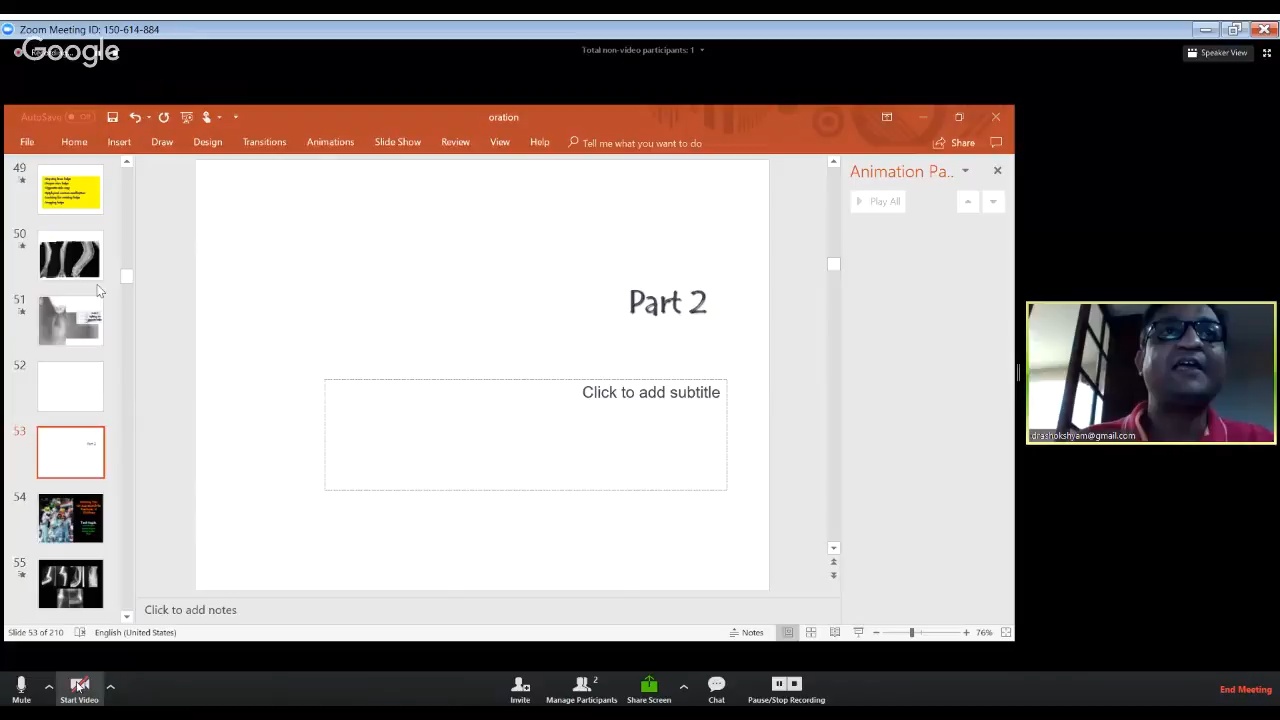 Zoom Meeting ID: 150-614-884
Google
Total non-video participants: 1
Speaker View
AutoSave Off
oration
File Home Insert Draw Design Transitions Animations Slide Show Review View Help Tell me what you want to do Share
49
50
51
52
53
54
55
Part 2
Part 2
Click to add subtitle
Animation Pa..
Play All
drashokshyam@gmail.com
Click to add notes
Slide 53 of 210 English (United States) Notes 76%
Mute Start Video Invite Manage Participants 2 Share Screen Chat Pause/Stop Recording End Meeting